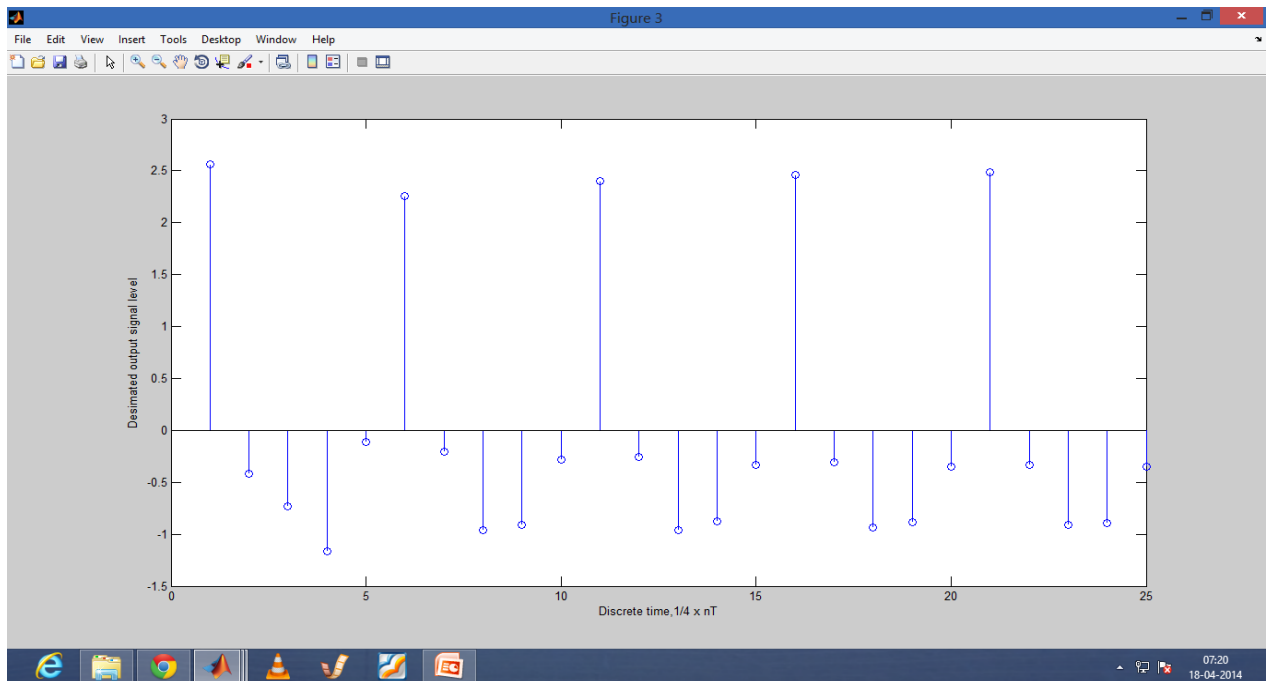 Figure 3
File Edit View Insert Tools Desktop Window Help
3
2.5
2
1.5
1
0.5
0
-0.5
-1
-1.5
Desimated output signal level
0 5 10 15 20 25
Discrete time,1/4 x nT
07:20
18-04-2014